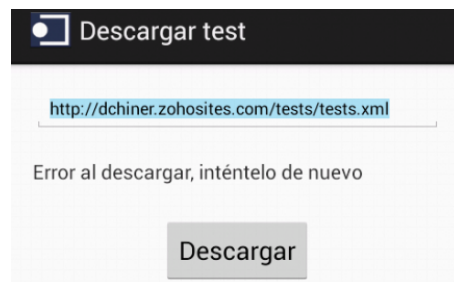 Descargar test
http://dchiner.zohosites.com/tests/tests.xml
Error al descargar, inténtelo de nuevo
Descargar